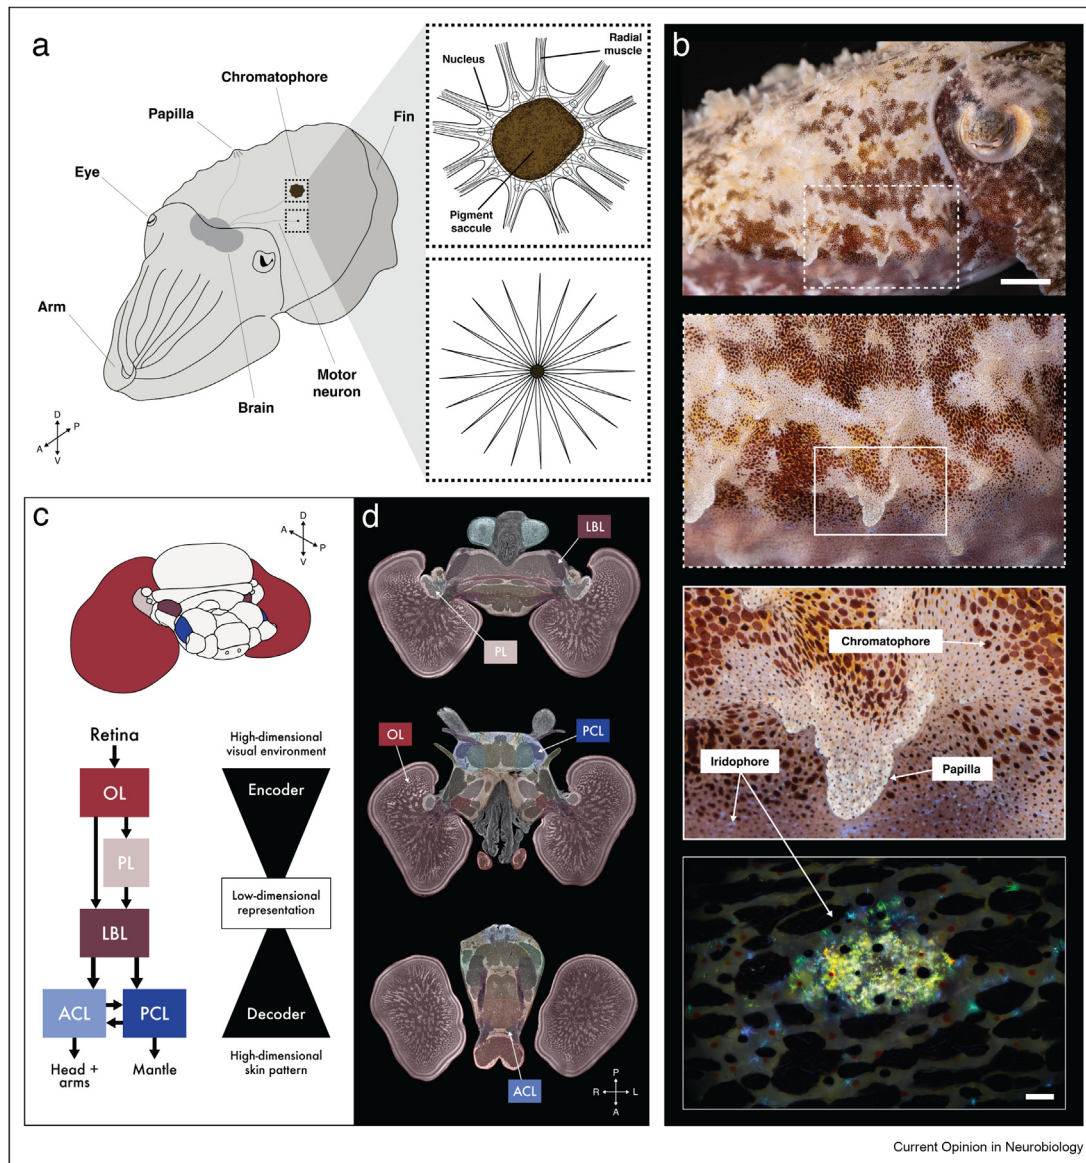 a
Chromatophore
Papilla
Fin
Eye
Arm
Motor
neuron
Brain
D
A
P
V
Radial
muscle
Nucleus
Pigment
saccule
b
Chromatophore
Iridophore
Papilla
c
D
A
P
V
Retina
OL
PL
LBL
ACL
PCL
Head +
arms
Mantle
High-dimensional
visual environment
Encoder
Low-dimensional
representation
Decoder
High-dimensional
skin pattern
d
LBL
PL
OL
PCL
ACL
P
R
L
A
Current Opinion in Neurobiology